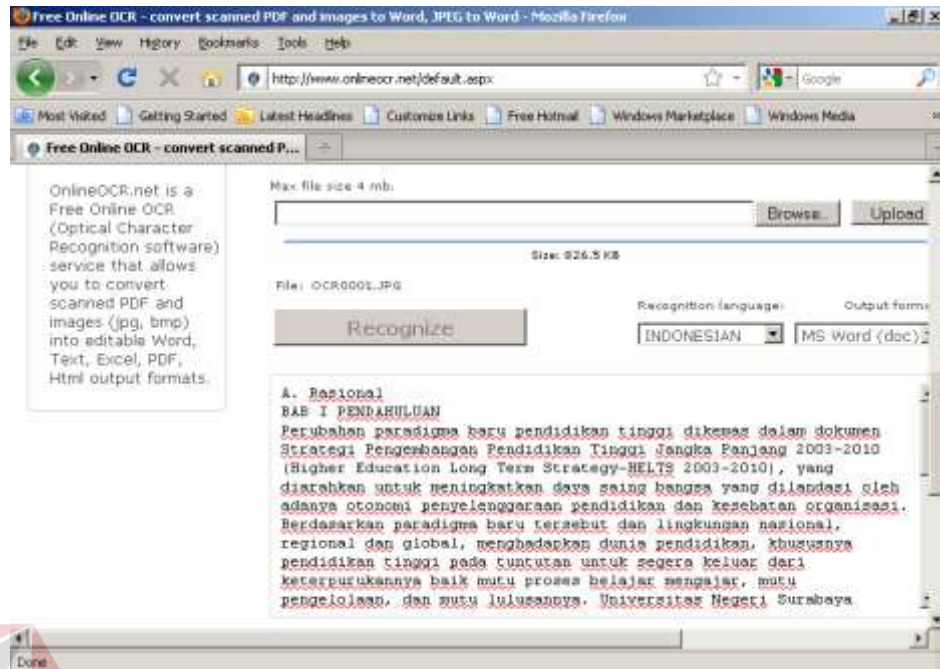 Free Online OCR - convert scanned PDF and images to Word, JPEG to Word - Mozilla Firefox
File Edit View History Bookmarks Tools Help
http://www.onlineocr.net/default.aspx
Google
Most Visited Getting Started Latest Headlines Customize Links Free Hotmail Windows Marketplace Windows Media
Free Online OCR - convert scanned P...
OnlineOCR.net is a
Free Online OCR
(Optical Character
Recognition software)
service that allows
you to convert
scanned PDF and
images (jpg, bmp)
into editable Word,
Text, Excel, PDF,
Html output formats.
Max file size 4 mb.
Browse... Upload
Size: 826.5 KB
File: OCR0001.JPG
Recognition language: Output forma
Recognize
INDONESIAN MS Word (doc)
A. Rasional
BAB I PENDAHULUAN
Perubahan paradigma baru pendidikan tinggi dikemas dalam dokumen
Strategi Pengembangan Pendidikan Tinggi Jangka Panjang 2003-2010
(Higher Education Long Term Strategy-HELTS 2003-2010), yang
diarahkan untuk meningkatkan daya saing bangsa yang dilandasi oleh
adanya otonomi penyelenggaraan pendidikan dan kesehatan organisasi.
Berdasarkan paradigma baru tersebut dan lingkungan nasional,
regional dan global, menghadapkan dunia pendidikan, khususnya
pendidikan tinggi pada tuntutan untuk segera keluar dari
keterpurukannya baik mutu proses belajar mengajar, mutu
pengelolaan, dan mutu lulusannya. Universitas Negeri Surabaya
Done